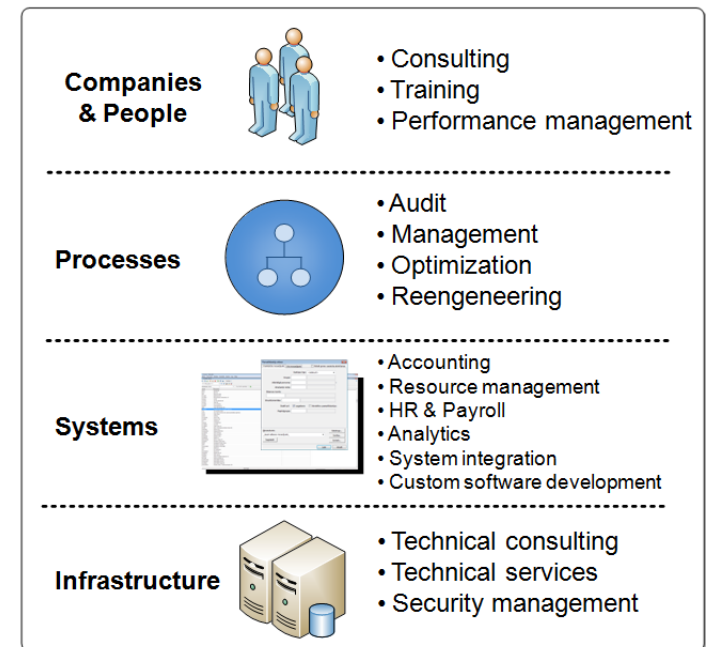 Companies
& People
• Consulting
• Training
• Performance management
Processes
• Audit
• Management
• Optimization
• Reengeneering
Systems
• Accounting
• Resource management
• HR & Payroll
• Analytics
• System integration
• Custom software development
Infrastructure
• Technical consulting
• Technical services
• Security management